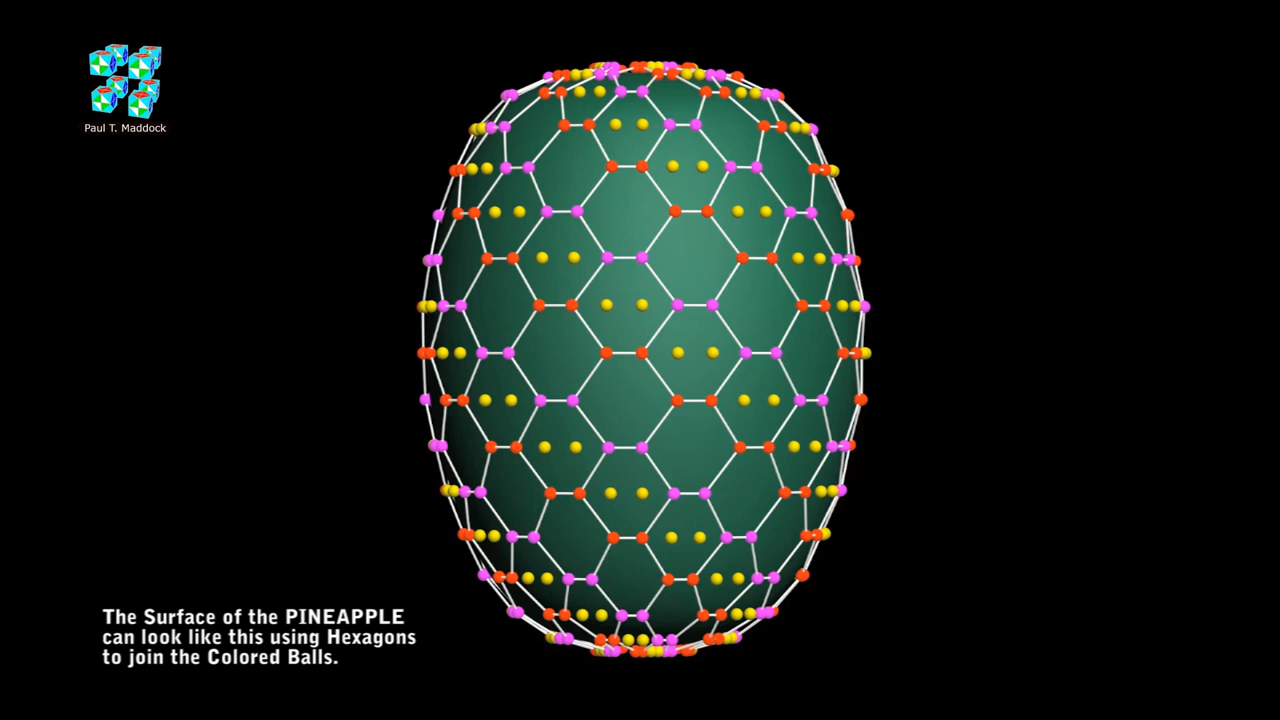 Paul T. Maddock
The Surface of the PINEAPPLE
can look like this using Hexagons
to join the Colored Balls.